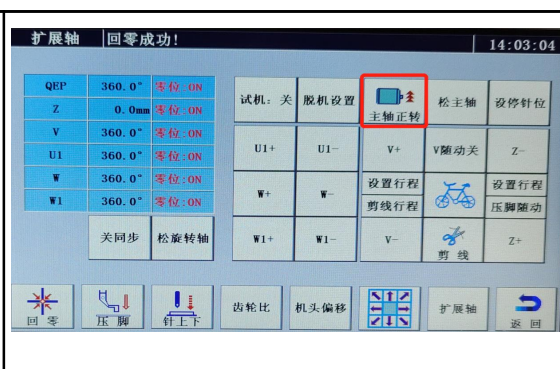 扩展轴 回零成功! 14:03:04
QEP 360.0° 零位:ON
Z 0.0mm 零位:ON
V 360.0° 零位:ON
U1 360.0° 零位:ON
W 360.0° 零位:ON
W1 360.0° 零位:ON
关同步 松旋转轴
试机: 关 脱机设置 主轴正转 松主轴 设停针位
U1+ U1- V+ V随动关 Z-
W+ W- 设置行程 剪线行程 设置行程 压脚随动
W1+ W1- V- 剪 线 Z+
回 零 压 脚 针上下 齿轮比 机头偏移 扩展轴 返 回